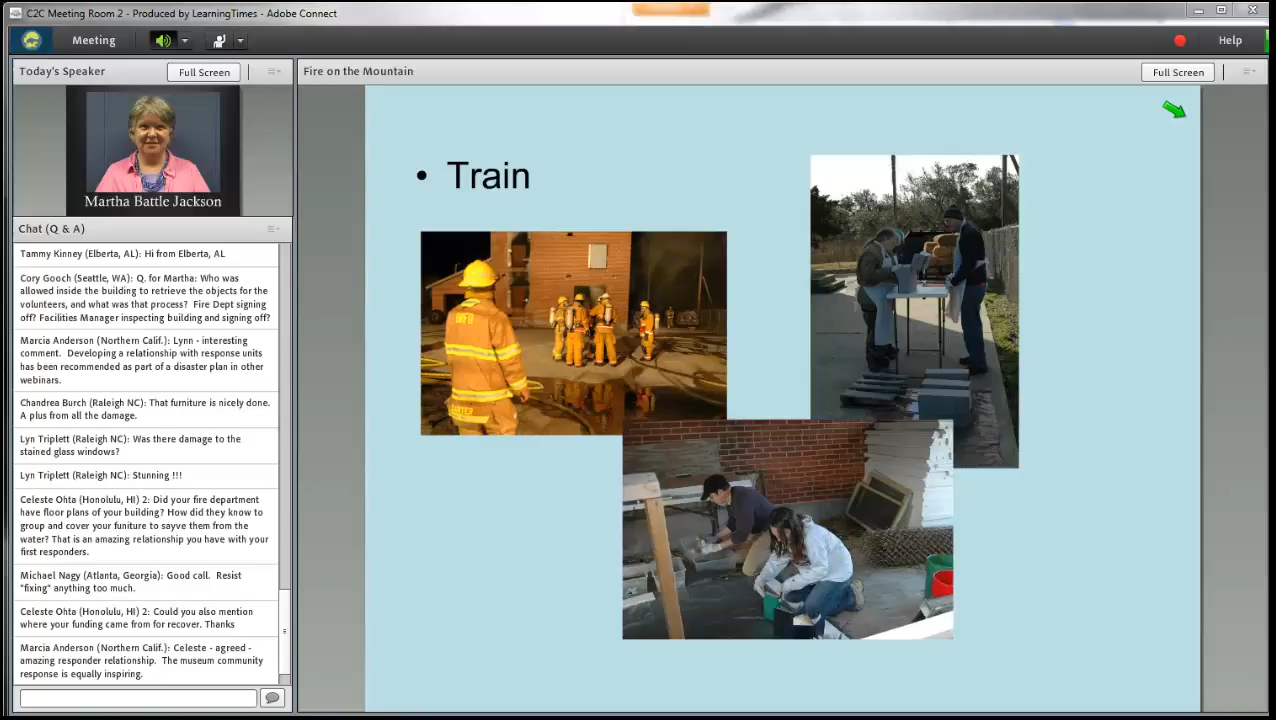 C2C Meeting Room 2 - Produced by LearningTimes - Adobe Connect
Meeting
Help
Today's Speaker
Full Screen
Martha Battle Jackson
Chat (Q & A)
Tammy Kinney (Elberta, AL): Hi from Elberta, AL
Cory Gooch (Seattle, WA): Q. for Martha: Who was
allowed inside the building to retrieve the objects for the
volunteers, and what was that process?  Fire Dept signing
off? Facilities Manager inspecting building and signing off?
Marcia Anderson (Northern Calif.): Lynn - interesting
comment.  Developing a relationship with response units
has been recommended as part of a disaster plan in other
webinars.
Chandrea Burch (Raleigh NC): That furniture is nicely done.
A plus from all the damage.
Lyn Triplett (Raleigh NC): Was there damage to the
stained glass windows?
Lyn Triplett (Raleigh NC): Stunning !!!
Celeste Ohta (Honolulu, HI) 2: Did your fire department
have floor plans of your building? How did they know to
group and cover your funiture to sayve them from the
water? That is an amazing relationship you have with your
first responders.
Michael Nagy (Atlanta, Georgia): Good call.  Resist
"fixing" anything too much.
Celeste Ohta (Honolulu, HI) 2: Could you also mention
where your funding came from for recover. Thanks
Marcia Anderson (Northern Calif.): Celeste - agreed -
amazing responder relationship.  The museum community
response is equally inspiring.
Fire on the Mountain
Full Screen
• Train